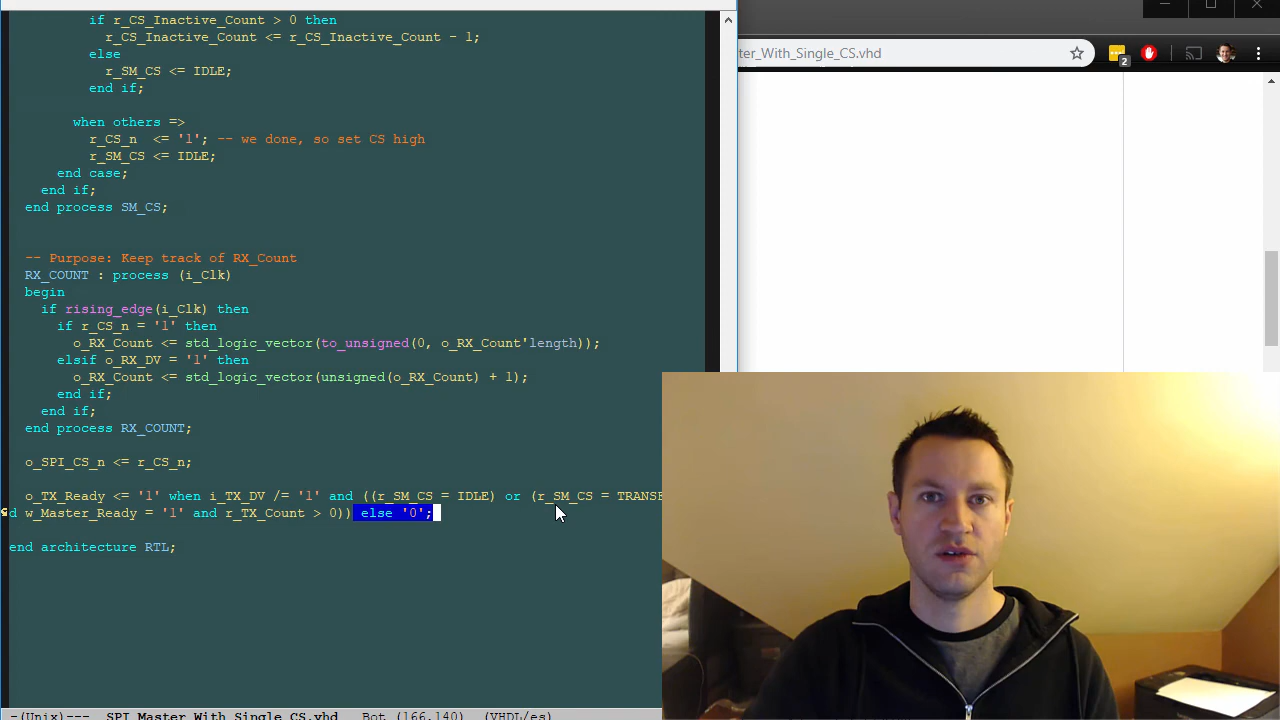 if r_CS_Inactive_Count > 0 then
r_CS_Inactive_Count <= r_CS_Inactive_Count - 1;
else
r_SM_CS <= IDLE;
end if;
when others =>
r_CS_n  <= '1'; -- we done, so set CS high
r_SM_CS <= IDLE;
end case;
end if;
end process SM_CS;
-- Purpose: Keep track of RX_Count
RX_COUNT : process (i_Clk)
begin
if rising_edge(i_Clk) then
if r_CS_n = '1' then
o_RX_Count <= std_logic_vector(to_unsigned(0, o_RX_Count'length));
elsif o_RX_DV = '1' then
o_RX_Count <= std_logic_vector(unsigned(o_RX_Count) + 1);
end if;
end if;
end process RX_COUNT;
o_SPI_CS_n <= r_CS_n;
o_TX_Ready <= '1' when i_TX_DV /= '1' and ((r_SM_CS = IDLE) or (r_SM_CS = TRANSF
d w_Master_Ready = '1' and r_TX_Count > 0)) else '0';
end architecture RTL;
-(Unix)--- SPI_Master_With_Single_CS.vhd Bot (166,140) (VHDL/es)
ter_With_Single_CS.vhd
2